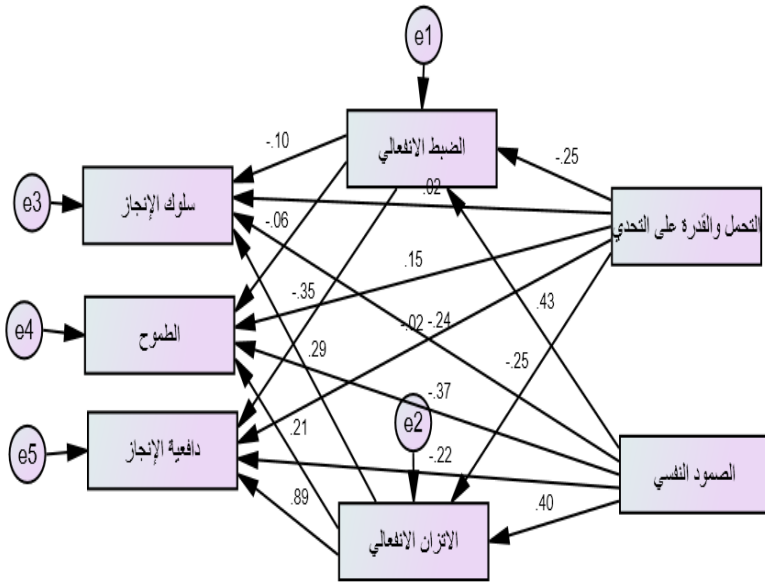 e1
الضبط الانفعالي
-.10
-.25
e3
سلوك الإنجاز
.02
التحمل والقدرة على التحدي
-.06
.15
-.35
.43
e4
الطموح
-.02
-.24
.29
-.25
-.37
e2
.21
e5
دافعية الإنجاز
-.22
الصمود النفسي
.89
.40
الاتزان الانفعالي